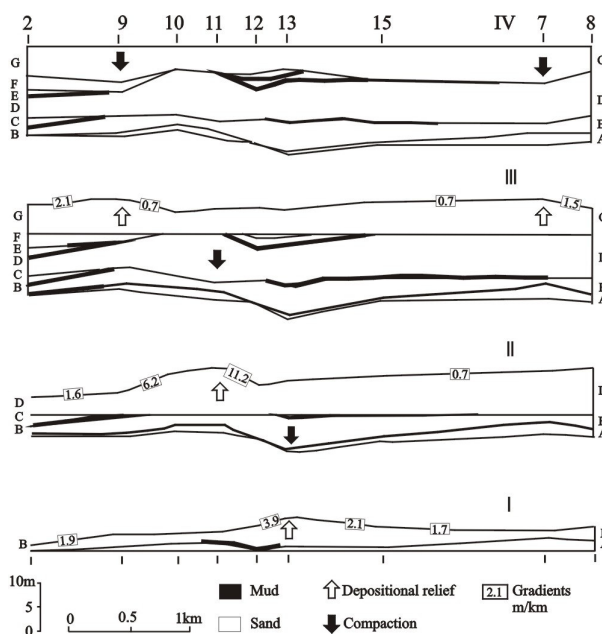 2 9 10 11 12 13 15 IV 7 8
G G
F
E
D D
C B
B A
III
2.1 0.7 0.7 1.5
G G
F
E
D D
C
B B
A
II
1.6 6.2 11.2 0.7
D D
C B
B A
I
1.9 3.9 2.1 1.7
B B
10m
5
0
0 0.5 1km
Mud
Sand
Depositional relief
Compaction
2.1 Gradients
m/km